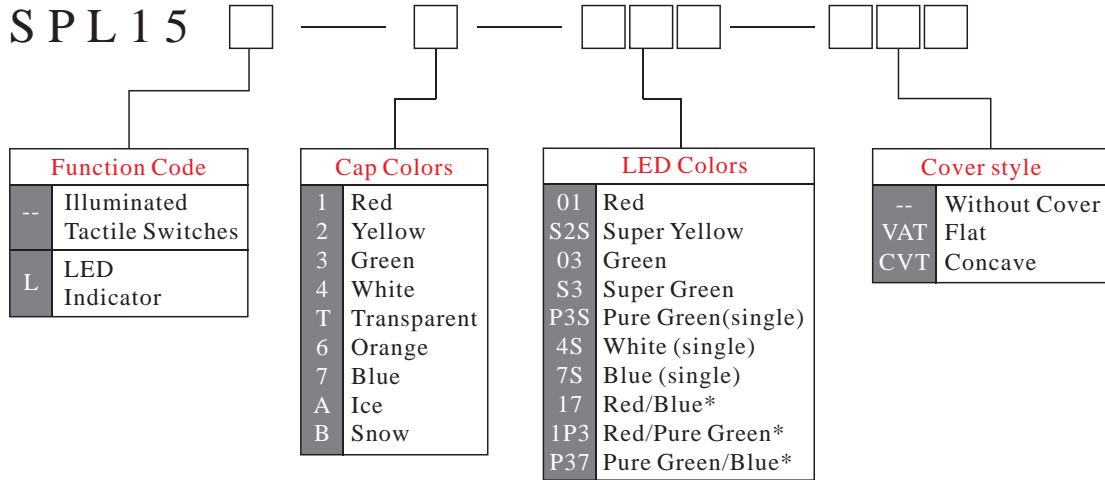 SPL15
Function Code
-- Illuminated
Tactile Switches
L LED
Indicator
Cap Colors
1 Red
2 Yellow
3 Green
4 White
T Transparent
6 Orange
7 Blue
A Ice
B Snow
LED Colors
01 Red
S2S Super Yellow
03 Green
S3 Super Green
P3S Pure Green(single)
4S White (single)
7S Blue (single)
17 Red/Blue*
1P3 Red/Pure Green*
P37 Pure Green/Blue*
Cover style
-- Without Cover
VAT Flat
CVT Concave